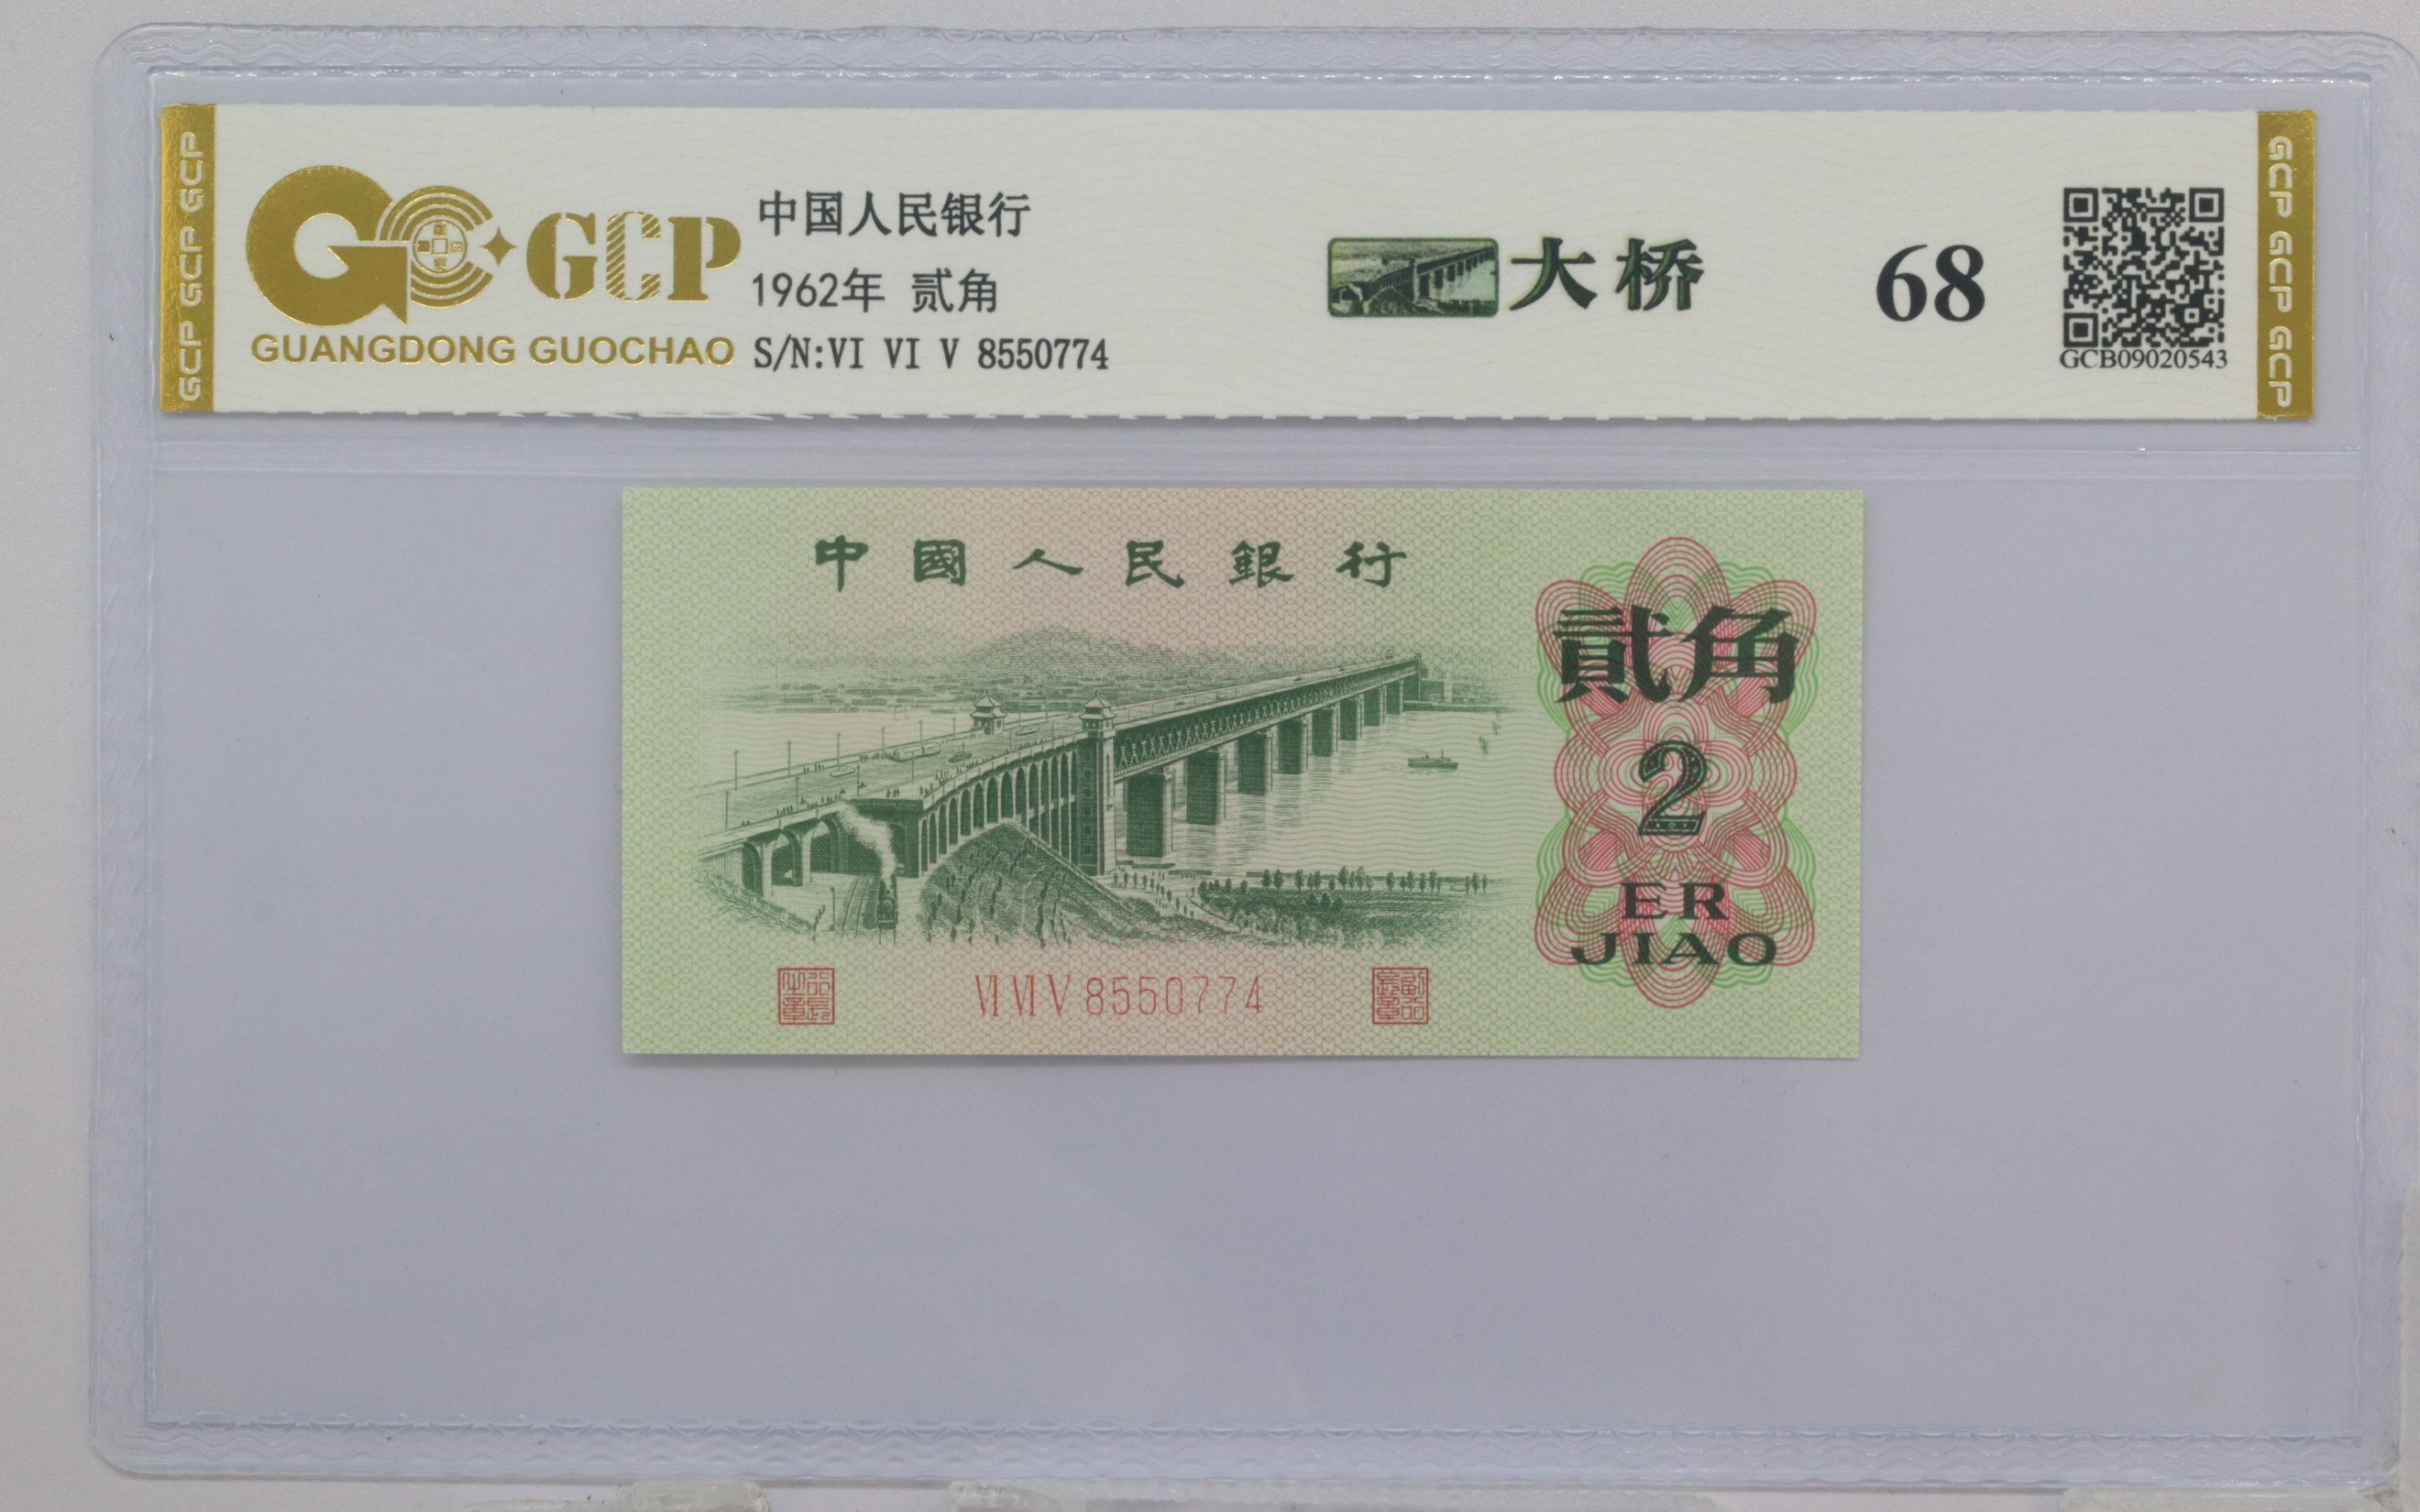 GCP GCP GCP
GCP
GUANGDONG GUOCHAO
中国人民银行
1962年 贰角
S/N:VI VI V 8550774
大桥
68
GCB09020543
GCP GCP GCP
中國人民銀行
貳角
2
ER
JIAO
VI VI V 8550774